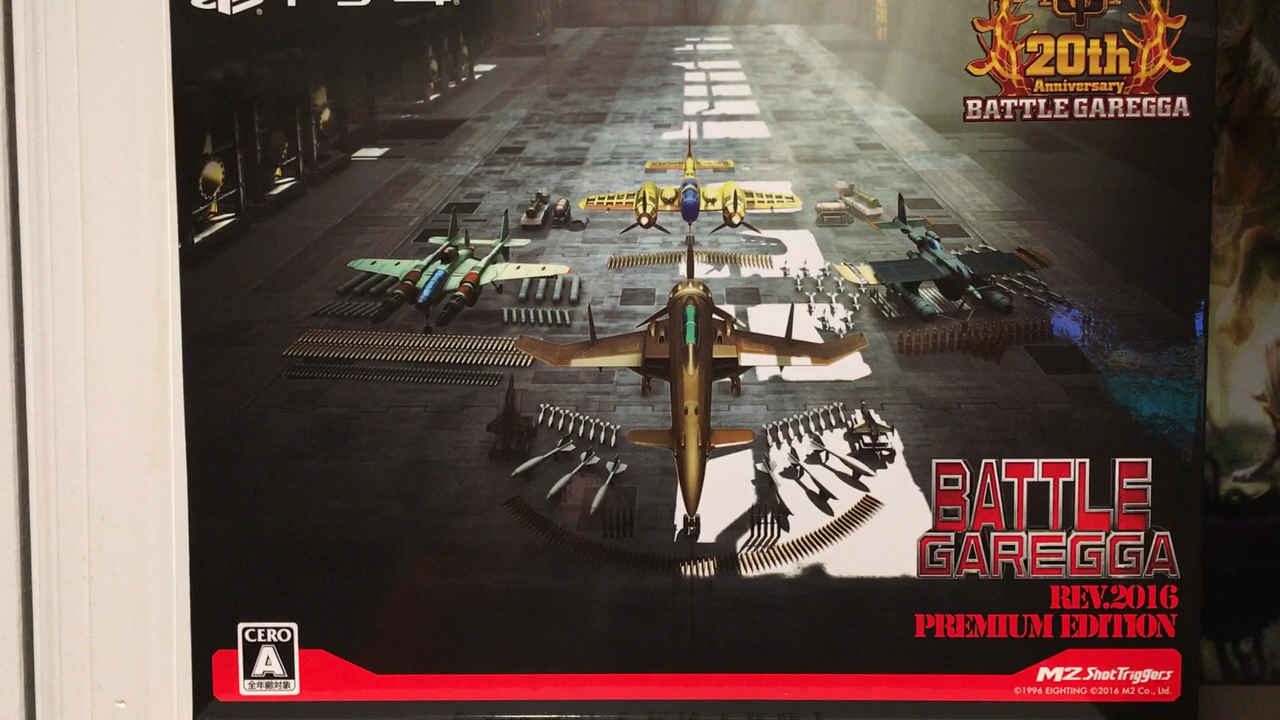 PS4
20th
Anniversary
BATTLE GAREGGA
BATTLE
GAREGGA
REV.2016
PREMIUM EDITION
CERO
A
全年齢対象
M2 ShotTriggers
©1996 EIGHTING ©2016 M2 Co., Ltd.